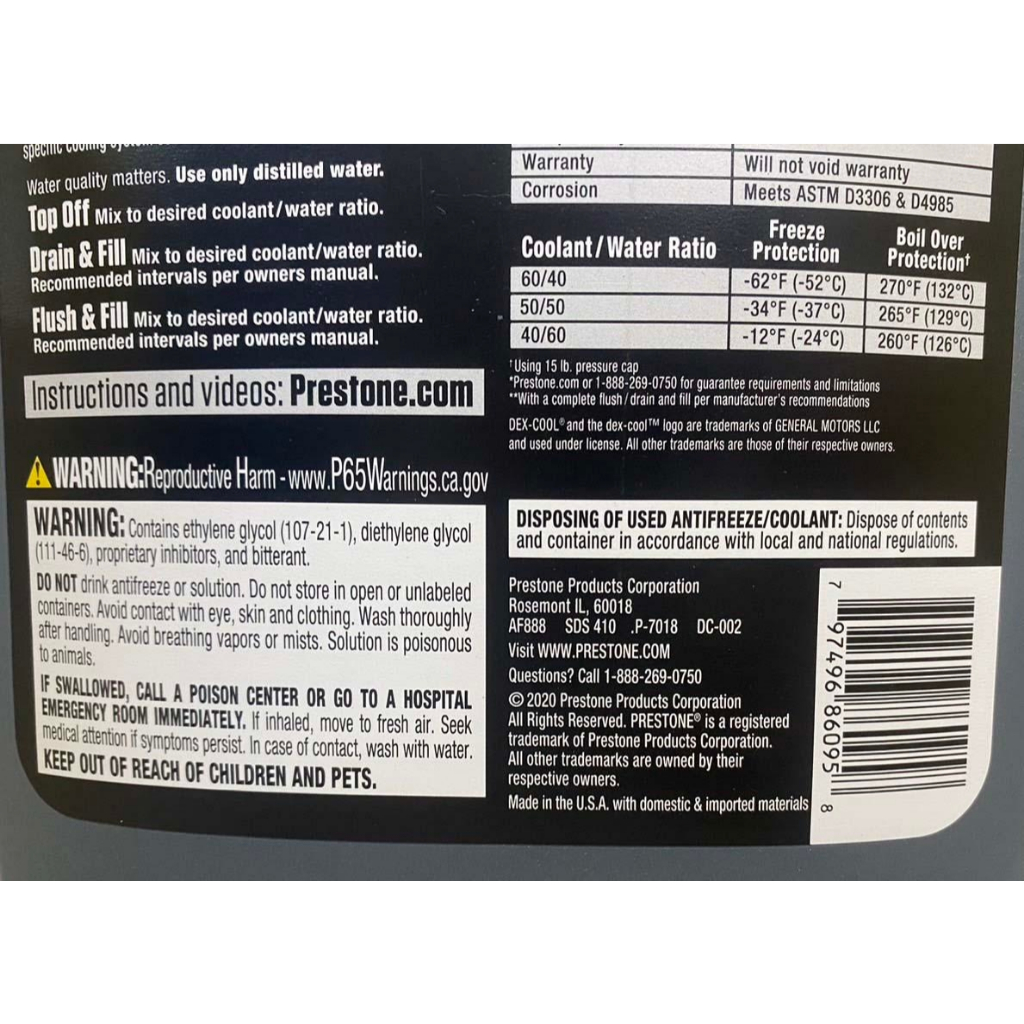 specific cooling
Water quality matters. Use only distilled water.
Top Off Mix to desired coolant/water ratio.
Drain & Fill Mix to desired coolant/water ratio.
Recommended intervals per owners manual.
Flush & Fill Mix to desired coolant/water ratio.
Recommended intervals per owners manual.
Instructions and videos: Prestone.com
WARNING:Reproductive Harm - www.P65Warnings.ca.gov
WARNING: Contains ethylene glycol (107-21-1), diethylene glycol
(111-46-6), proprietary inhibitors, and bitterant.
DO NOT drink antifreeze or solution. Do not store in open or unlabeled
containers. Avoid contact with eye, skin and clothing. Wash thoroughly
after handling. Avoid breathing vapors or mists. Solution is poisonous
to animals.
IF SWALLOWED, CALL A POISON CENTER OR GO TO A HOSPITAL
EMERGENCY ROOM IMMEDIATELY. If inhaled, move to fresh air. Seek
medical attention if symptoms persist. In case of contact, wash with water.
KEEP OUT OF REACH OF CHILDREN AND PETS.
Warranty Will not void warranty
Corrosion Meets ASTM D3306 & D4985
Coolant/Water Ratio Freeze Protection Boil Over Protection†
60/40 -62°F (-52°C) 270°F (132°C)
50/50 -34°F (-37°C) 265°F (129°C)
40/60 -12°F (-24°C) 260°F (126°C)
†Using 15 lb. pressure cap
*Prestone.com or 1-888-269-0750 for guarantee requirements and limitations
**With a complete flush/drain and fill per manufacturer's recommendations
DEX-COOL® and the dex-cool™ logo are trademarks of GENERAL MOTORS LLC
and used under license. All other trademarks are those of their respective owners.
DISPOSING OF USED ANTIFREEZE/COOLANT: Dispose of contents
and container in accordance with local and national regulations.
Prestone Products Corporation
Rosemont IL, 60018
AF888 SDS 410 .P-7018 DC-002
Visit WWW.PRESTONE.COM
Questions? Call 1-888-269-0750
© 2020 Prestone Products Corporation
All Rights Reserved. PRESTONE® is a registered
trademark of Prestone Products Corporation.
All other trademarks are owned by their
respective owners.
Made in the U.S.A. with domestic & imported materials
7 97496 86095 8